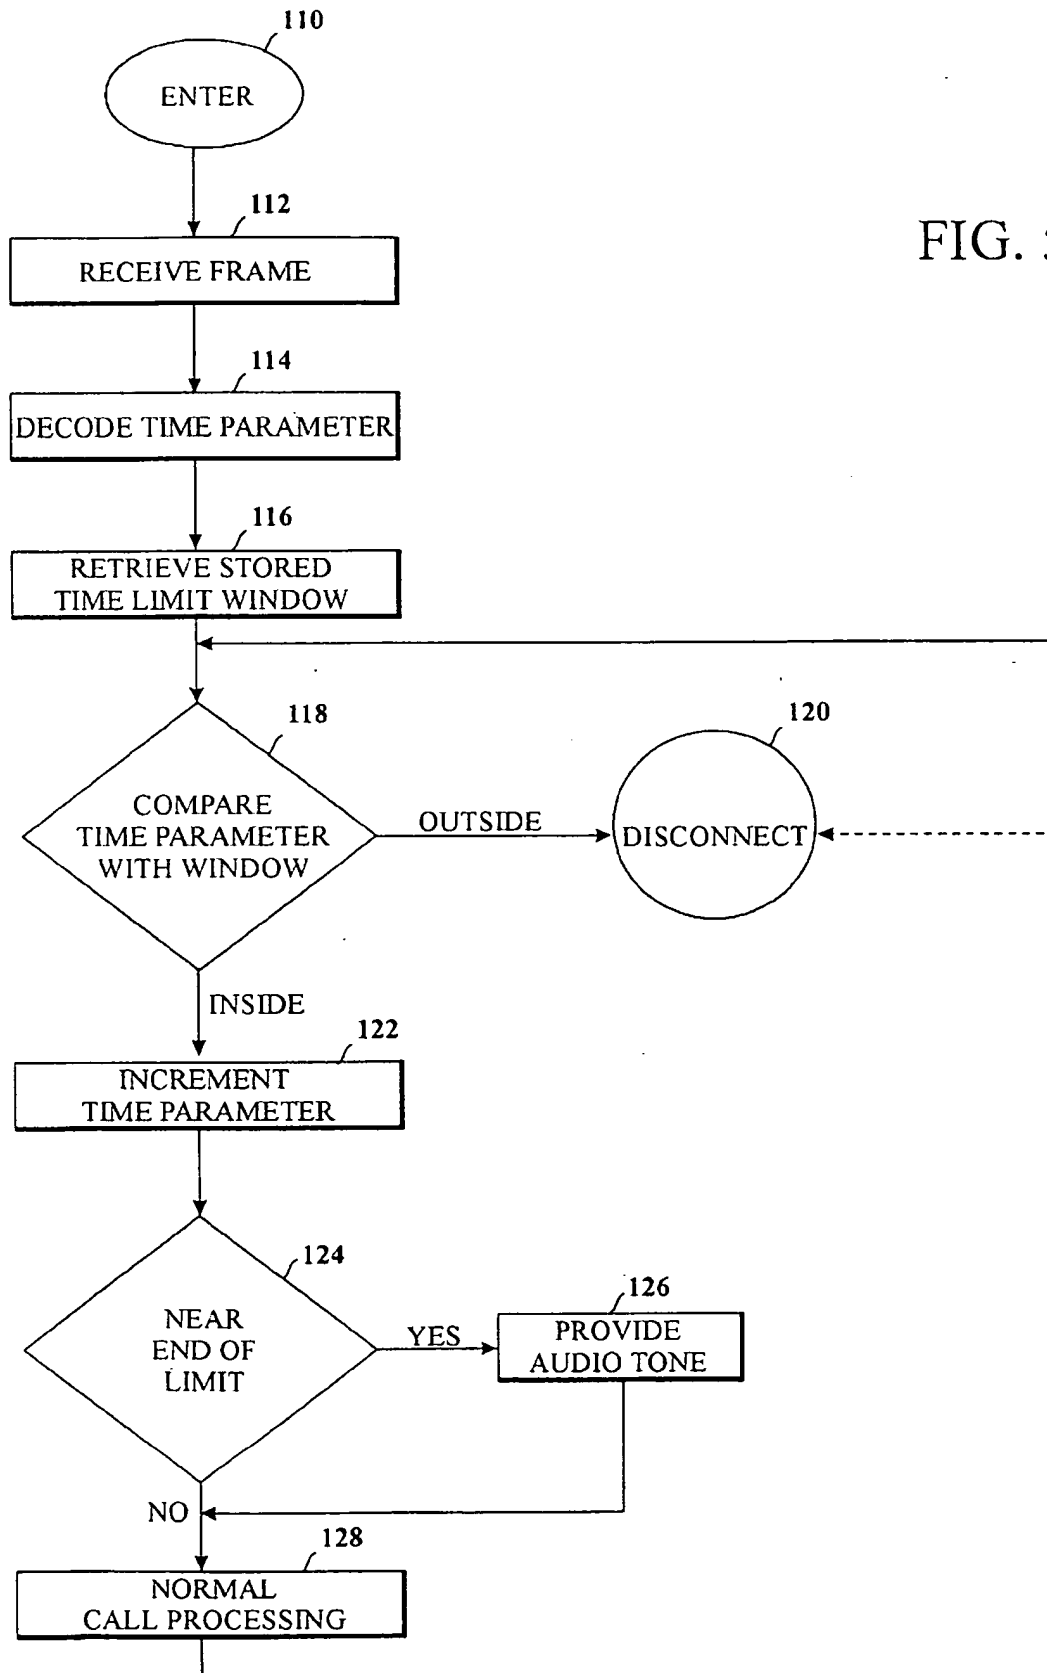 110
ENTER
112
RECEIVE FRAME
FIG.
114
DECODE TIME PARAMETER
116
RETRIEVE STORED
TIME LIMIT WINDOW
118
COMPARE
TIME PARAMETER
WITH WINDOW
OUTSIDE
120
DISCONNECT
INSIDE
122
INCREMENT
TIME PARAMETER
124
NEAR
END OF
LIMIT
YES
126
PROVIDE
AUDIO TONE
NO
128
NORMAL
CALL PROCESSING